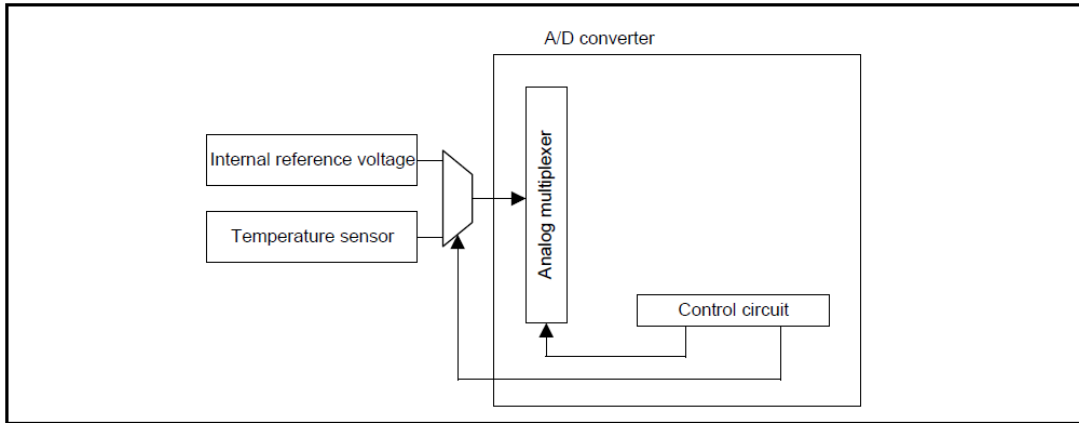 A/D converter
Internal reference voltage
Temperature sensor
Analog multiplexer
Control circuit